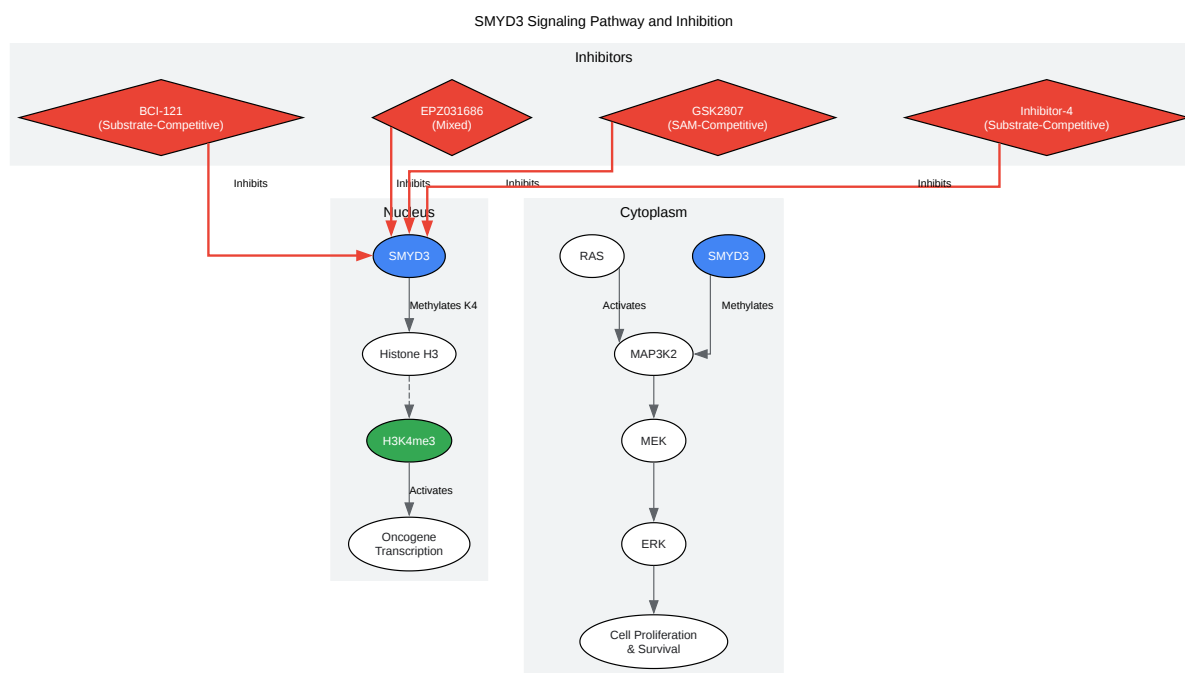 SMYD3 Signaling Pathway and Inhibition
Inhibitors
BCI-121
(Substrate-Competitive)
EPZ031686
(Mixed)
GSK2807
(SAM-Competitive)
Inhibitor-4
(Substrate-Competitive)
Inhibits
Inhibits
Inhibits
Inhibits
Nucleus
SMYD3
Methylates K4
Histone H3
H3K4me3
Activates
Oncogene
Transcription
Cytoplasm
RAS
SMYD3
Activates
Methylates
MAP3K2
MEK
ERK
Cell Proliferation
& Survival